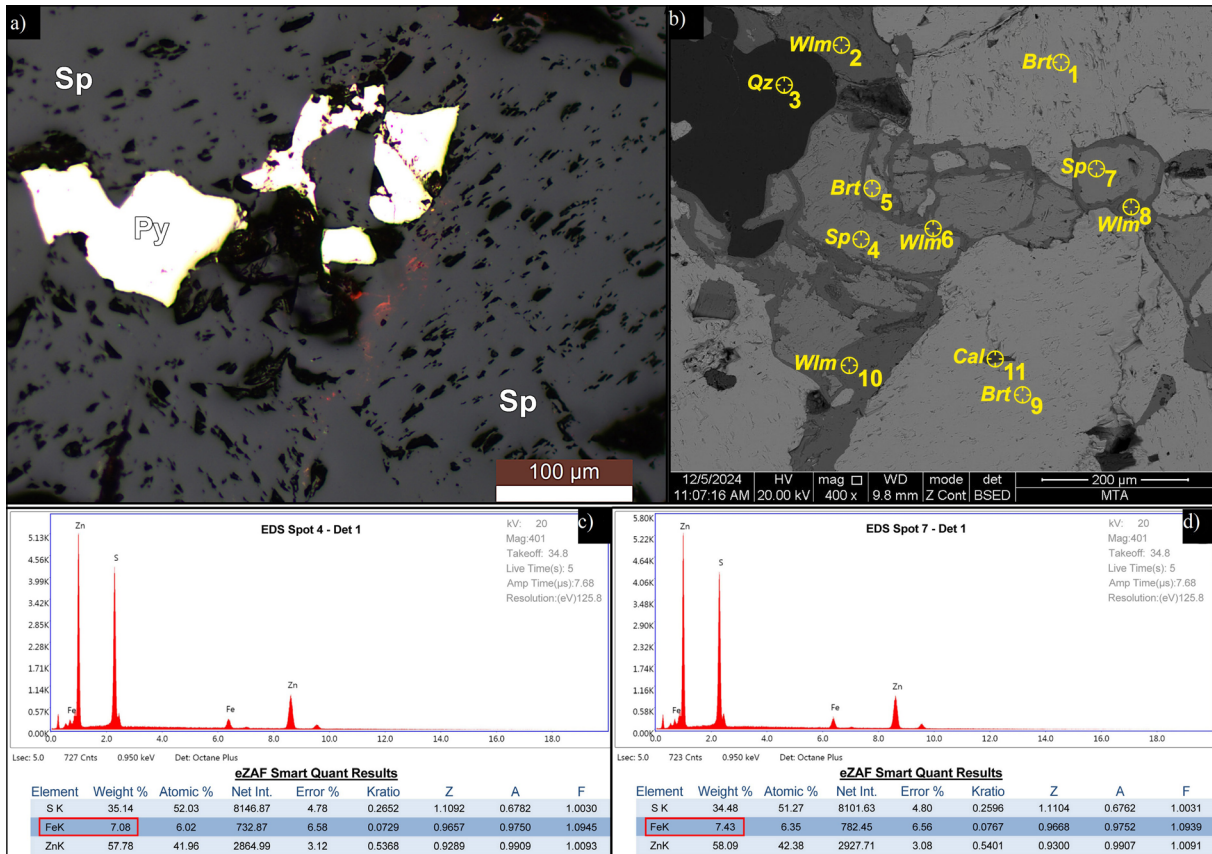 a)
Sp
Py
Sp
100 µm
b)
Wlm 2
Brt 1
Qz 3
Sp 7
Brt 5
Wlm 8
Sp 4
Wlm 6
Wlm 10
Cal 11
Brt 9
12/5/2024 HV mag □ WD mode det 200 µm
11:07:16 AM 20.00 kV 400 x 9.8 mm Z Cont BSED MTA
c)
EDS Spot 4 - Det 1
kV: 20
Mag:401
Takeoff: 34.8
Live Time(s): 5
Amp Time(µs):7.68
Resolution:(eV)125.8
5.13K
4.56K
3.99K
3.42K
2.85K
2.28K
1.71K
1.14K
0.57K
0.00K
Zn
S
Fe
Fe
Zn
0.0 2.0 4.0 6.0 8.0 10.0 12.0 14.0 16.0 18.0
Lsec: 5.0 727 Cnts 0.950 keV Det: Octane Plus
eZAF Smart Quant Results
Element Weight % Atomic % Net Int. Error % Kratio Z A F
S K 35.14 52.03 8146.87 4.78 0.2652 1.1092 0.6782 1.0030
FeK 7.08 6.02 732.87 6.58 0.0729 0.9657 0.9750 1.0945
ZnK 57.78 41.96 2864.99 3.12 0.5368 0.9289 0.9909 1.0093
d)
EDS Spot 7 - Det 1
kV: 20
Mag:401
Takeoff: 34.8
Live Time(s): 5
Amp Time(µs):7.68
Resolution:(eV)125.8
5.80K
5.22K
4.64K
4.06K
3.48K
2.90K
2.32K
1.74K
1.16K
0.58K
0.00K
Zn
S
Fe
Fe
Zn
0.0 2.0 4.0 6.0 8.0 10.0 12.0 14.0 16.0 18.0
Lsec: 5.0 723 Cnts 0.950 keV Det: Octane Plus
eZAF Smart Quant Results
Element Weight % Atomic % Net Int. Error % Kratio Z A F
S K 34.48 51.27 8101.63 4.80 0.2596 1.1104 0.6762 1.0031
FeK 7.43 6.35 782.45 6.56 0.0767 0.9668 0.9752 1.0939
ZnK 58.09 42.38 2927.71 3.08 0.5401 0.9300 0.9907 1.0091